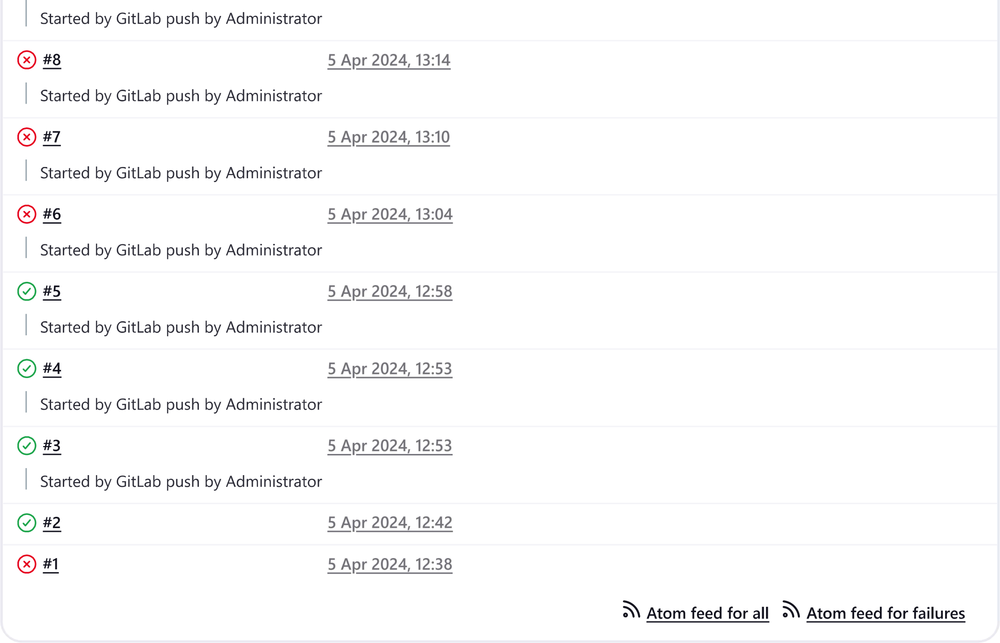 Started by GitLab push by Administrator
#8 5 Apr 2024, 13:14
Started by GitLab push by Administrator
#7 5 Apr 2024, 13:10
Started by GitLab push by Administrator
#6 5 Apr 2024, 13:04
Started by GitLab push by Administrator
#5 5 Apr 2024, 12:58
Started by GitLab push by Administrator
#4 5 Apr 2024, 12:53
Started by GitLab push by Administrator
#3 5 Apr 2024, 12:53
Started by GitLab push by Administrator
#2 5 Apr 2024, 12:42
#1 5 Apr 2024, 12:38
Atom feed for all Atom feed for failures